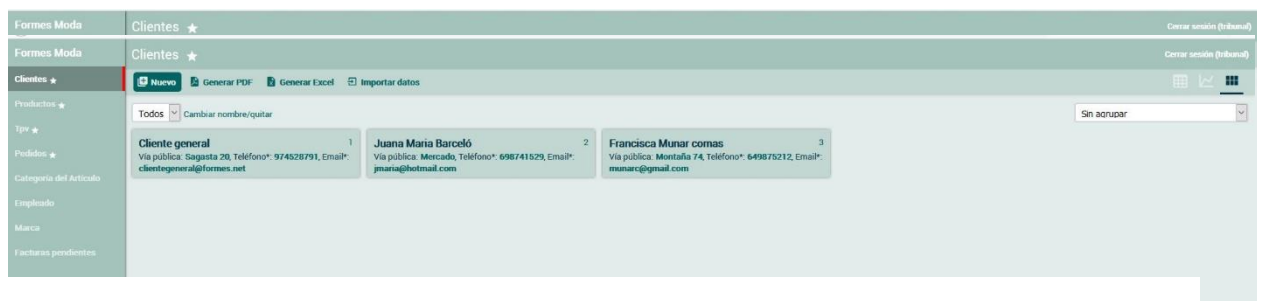 Formes Moda
Clientes ★
Cerrar sesión (tribunal)
Formes Moda
Clientes ★
Cerrar sesión (tribunal)
Clientes ★
Productos ★
Tpv ★
Pedidos ★
Categoría del Artículo
Empleado
Marca
Facturas pendientes
Nuevo Generar PDF Generar Excel Importar datos
Todos Cambiar nombre/quitar
Sin agrupar
Cliente general 1
Vía pública: Sagasta 20, Teléfono*: 974528791, Email*:
clientegeneral@formes.net
Juana Maria Barceló 2
Vía pública: Mercado, Teléfono*: 698741529, Email*:
jmaria@hotmail.com
Francisca Munar comas 3
Vía pública: Montaña 74, Teléfono*: 649875212, Email*:
munarc@gmail.com